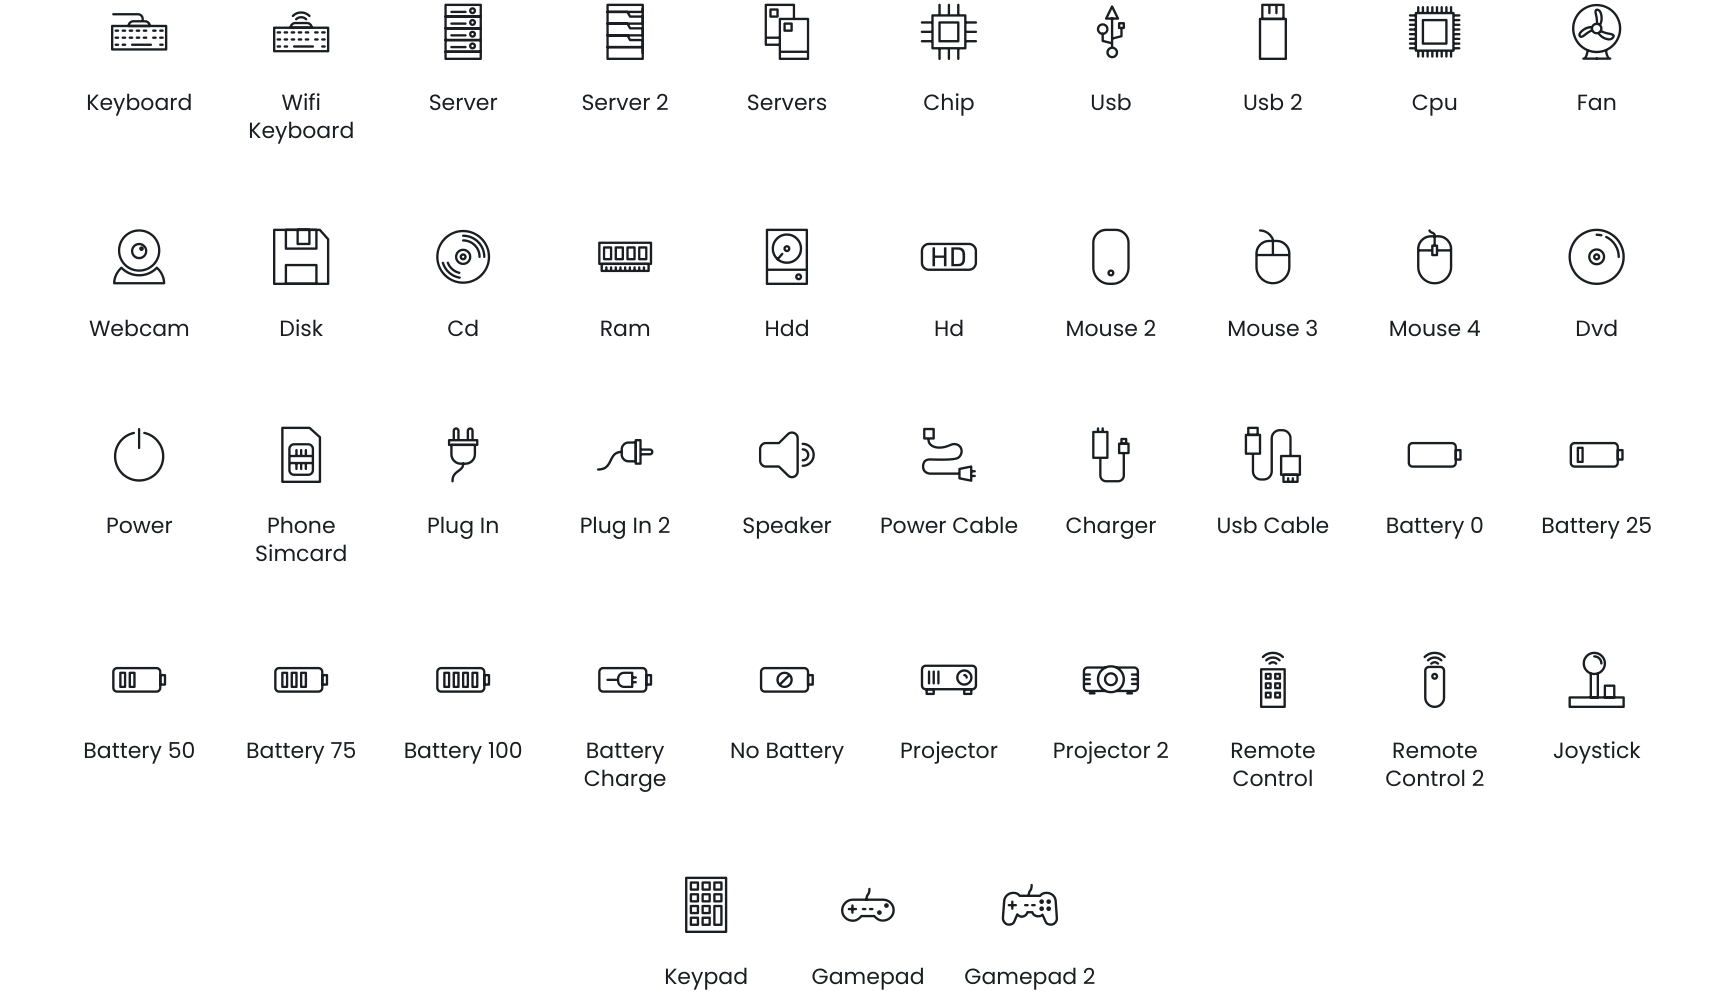 Keyboard
Wifi
Keyboard
Server
Server 2
Servers
Chip
Usb
Usb 2
Cpu
Fan
HD
Webcam
Disk
Cd
Ram
Hdd
Hd
Mouse 2
Mouse 3
Mouse 4
Dvd
Power
Phone
Simcard
Plug In
Plug In 2
Speaker
Power Cable
Charger
Usb Cable
Battery 0
Battery 25
Battery 50
Battery 75
Battery 100
Battery
Charge
No Battery
Projector
Projector 2
Remote
Control
Remote
Control 2
Joystick
Keypad
Gamepad
Gamepad 2